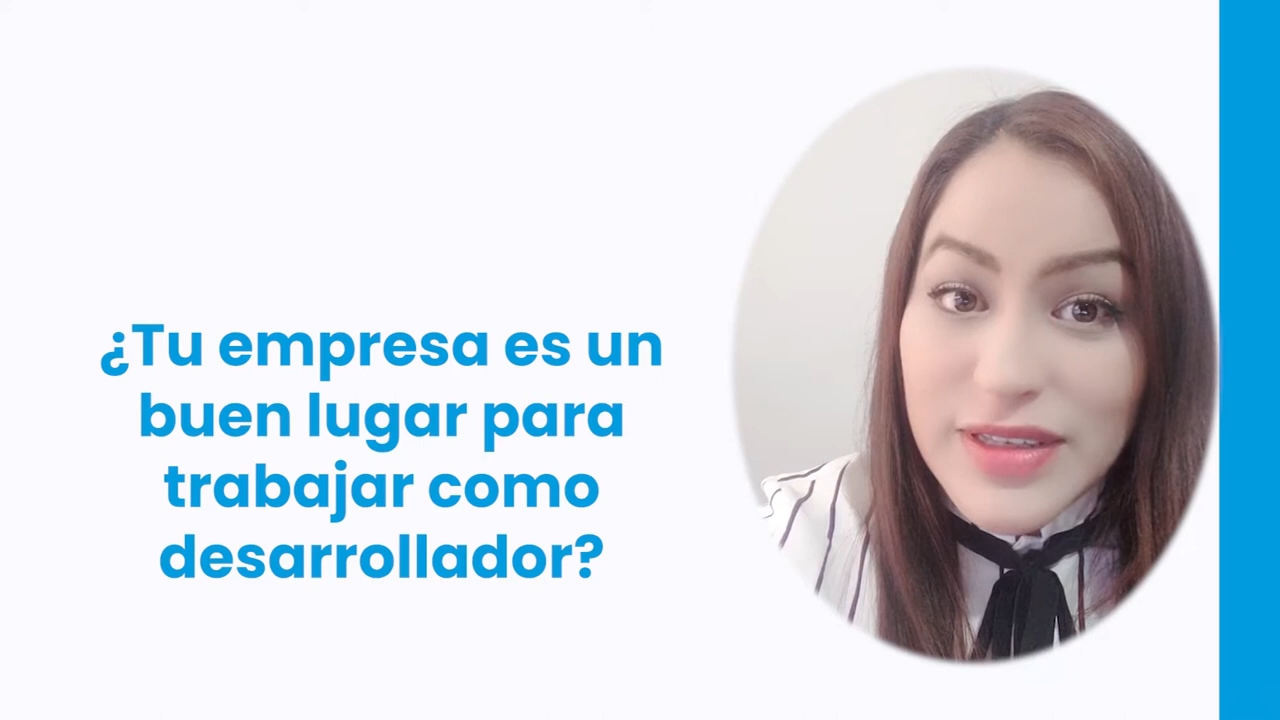 ¿Tu empresa es un
buen lugar para
trabajar como
desarrollador?